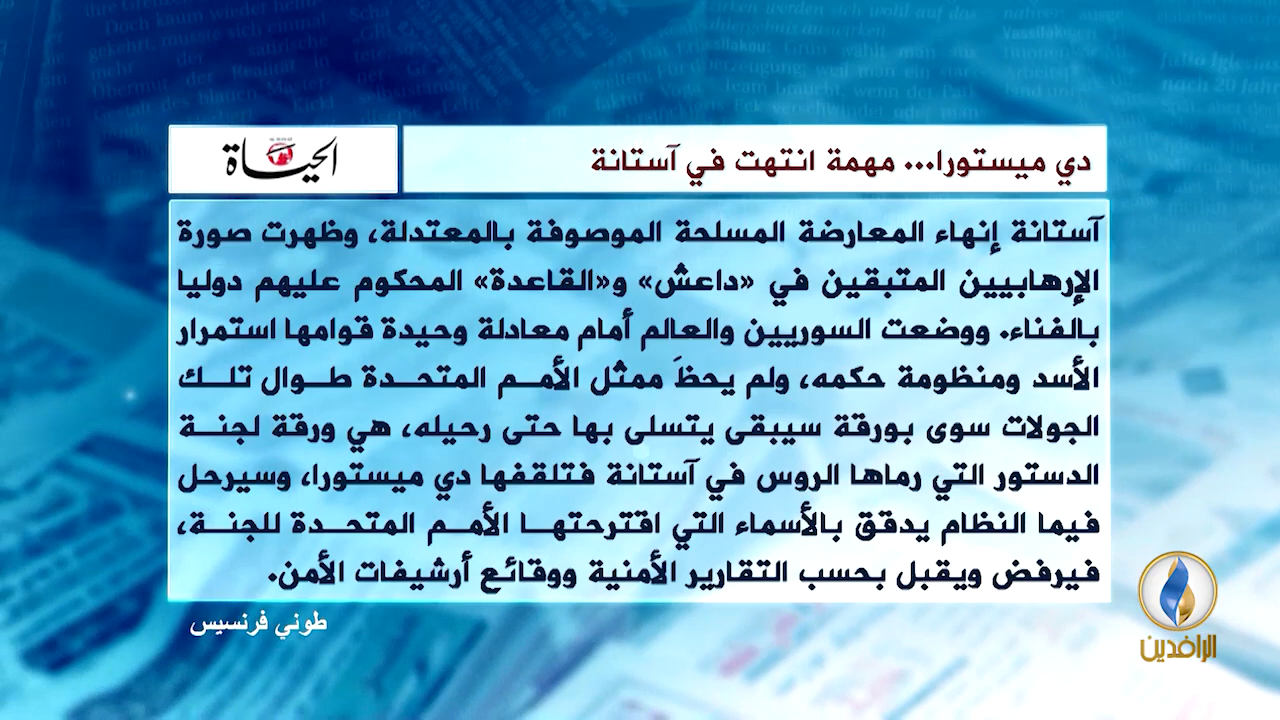 الحياة
دي ميستورا... مهمة انتهت في آستانة
آستانة إنهاء المعارضة المسلحة الموصوفة بالمعتدلة، وظهرت صورة
الإرهابيين المتبقين في «داعش» و«القاعدة» المحكوم عليهم دوليا
بالفناء. ووضعت السوريين والعالم أمام معادلة وحيدة قوامها استمرار
الأسد ومنظومة حكمه، ولم يحظَ ممثل الأمم المتحدة طوال تلك
الجولات سوى بورقة سيبقى يتسلى بها حتى رحيله، هي ورقة لجنة
الدستور التي رماها الروس في آستانة فتلقفها دي ميستورا، وسيرحل
فيما النظام يدقق بالأسماء التي اقترحتها الأمم المتحدة للجنة،
فيرفض ويقبل بحسب التقارير الأمنية ووقائع أرشيفات الأمن.
طوني فرنسيس
الرافدين